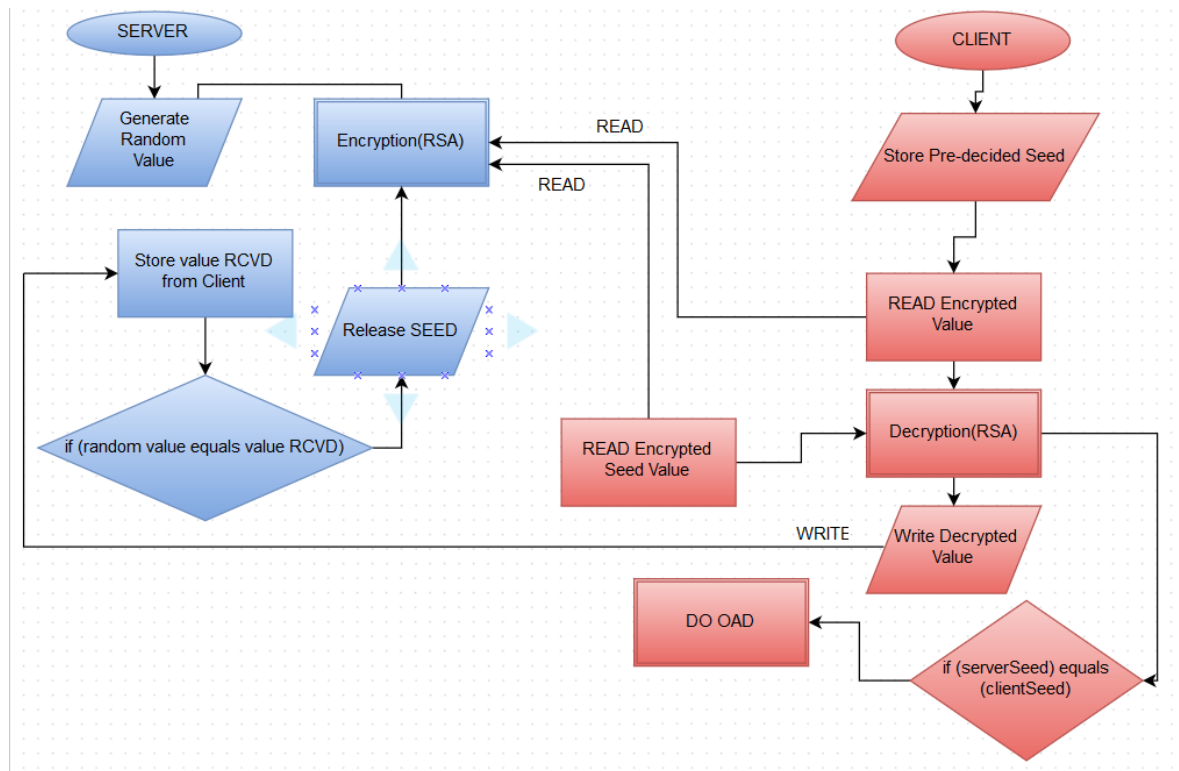 SERVER
Generate
Random
Value
Encryption(RSA)
READ
READ
CLIENT
Store Pre-decided Seed
Store value RCVD
from Client
Release SEED
READ Encrypted
Value
if (random value equals value RCVD)
READ Encrypted
Seed Value
Decryption(RSA)
WRITE
Write Decrypted
Value
DO OAD
if (serverSeed) equals
(clientSeed)